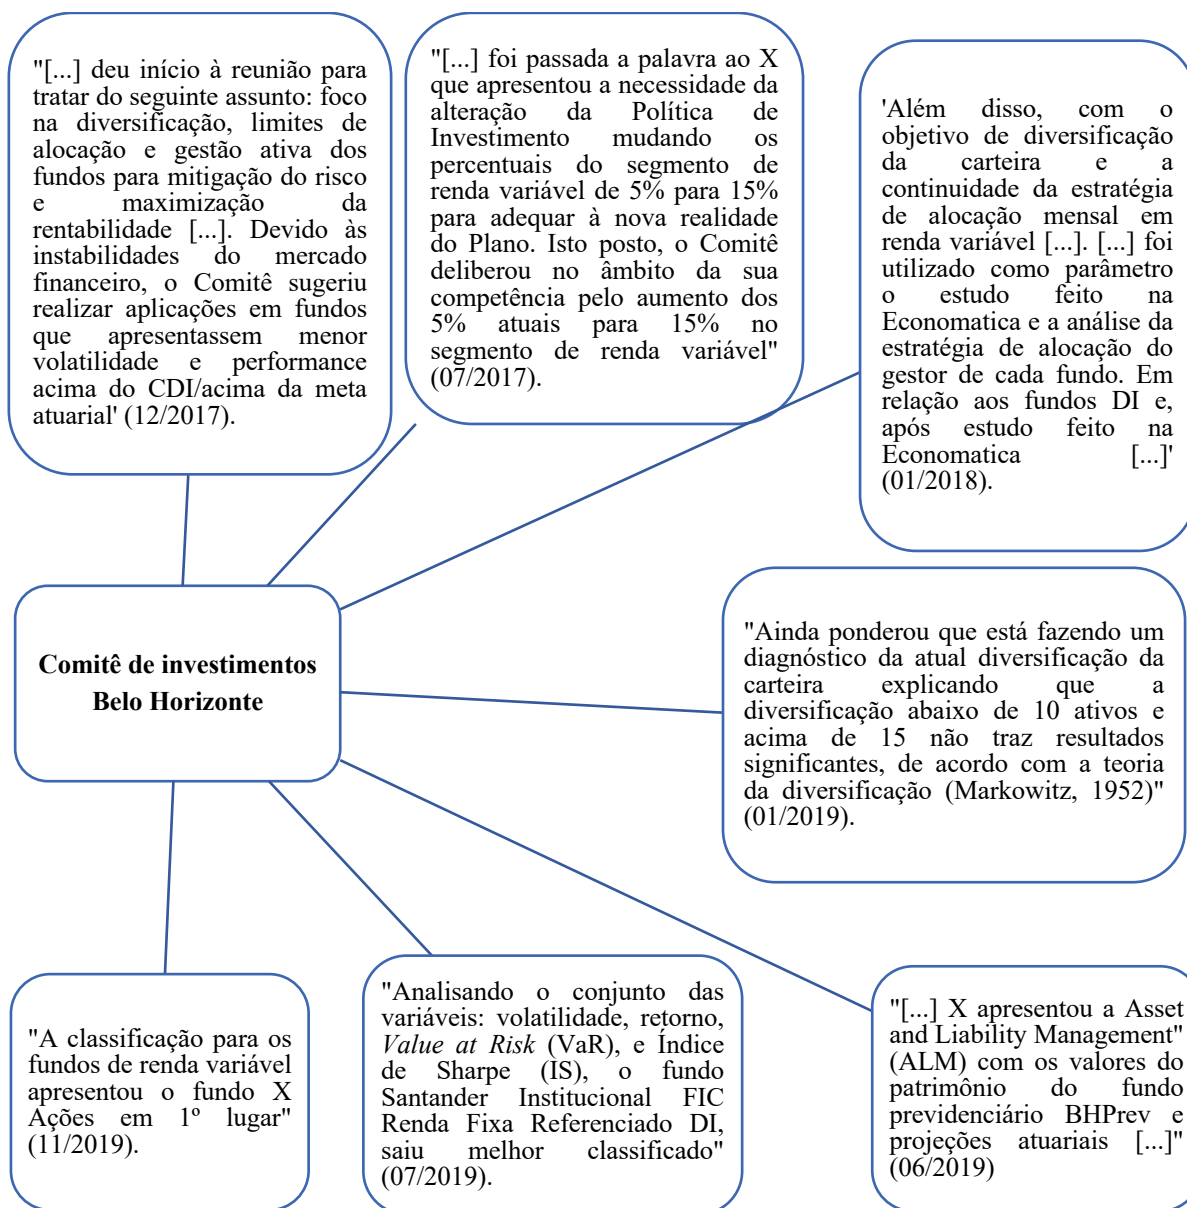 "[...] deu início à reunião para
tratar do seguinte assunto: foco
na diversificação, limites de
alocação e gestão ativa dos
fundos para mitigação do risco
e maximização da
rentabilidade [...]. Devido às
instabilidades do mercado
financeiro, o Comitê sugeriu
realizar aplicações em fundos
que apresentassem menor
volatilidade e performance
acima do CDI/acima da meta
atuarial' (12/2017).
"[...] foi passada a palavra ao X
que apresentou a necessidade da
alteração da Política de
Investimento mudando os
percentuais do segmento de
renda variável de 5% para 15%
para adequar à nova realidade
do Plano. Isto posto, o Comitê
deliberou no âmbito da sua
competência pelo aumento dos
5% atuais para 15% no
segmento de renda variável"
(07/2017).
'Além disso, com o
objetivo de diversificação
da carteira e a
continuidade da estratégia
de alocação mensal em
renda variável [...]. [...] foi
utilizado como parâmetro
o estudo feito na
Economatica e a análise da
estratégia de alocação do
gestor de cada fundo. Em
relação aos fundos DI e,
após estudo feito na
Economatica [...]'
(01/2018).
Comitê de investimentos
Belo Horizonte
"Ainda ponderou que está fazendo um
diagnóstico da atual diversificação da
carteira explicando que a
diversificação abaixo de 10 ativos e
acima de 15 não traz resultados
significantes, de acordo com a teoria
da diversificação (Markowitz, 1952)"
(01/2019).
"A classificação para os
fundos de renda variável
apresentou o fundo X
Ações em 1º lugar"
(11/2019).
"Analisando o conjunto das
variáveis: volatilidade, retorno,
Value at Risk (VaR), e Índice
de Sharpe (IS), o fundo
Santander Institucional FIC
Renda Fixa Referenciado DI,
saiu melhor classificado"
(07/2019).
"[...] X apresentou a Asset
and Liability Management"
(ALM) com os valores do
patrimônio do fundo
previdenciário BHPrev e
projeções atuariais [...]"
(06/2019)